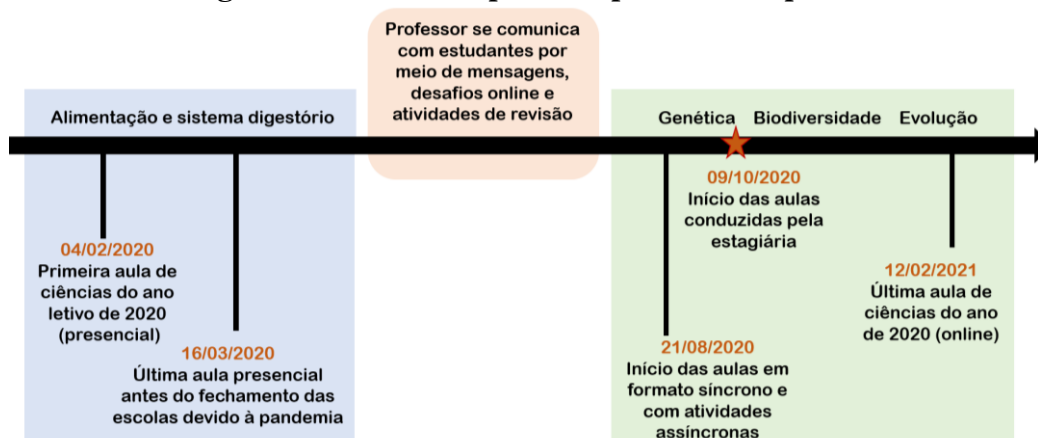 Professor se comunica
com estudantes por
meio de mensagens,
desafios online e
atividades de revisão
Alimentação e sistema digestório
Genética Biodiversidade Evolução
04/02/2020
Primeira aula de
ciências do ano
letivo de 2020
(presencial)
16/03/2020
Última aula presencial
antes do fechamento das
escolas devido à pandemia
09/10/2020
Início das aulas
conduzidas pela
estagiária
21/08/2020
Início das aulas em
formato síncrono e
com atividades
assíncronas
12/02/2021
Última aula de
ciências do ano
de 2020 (online)